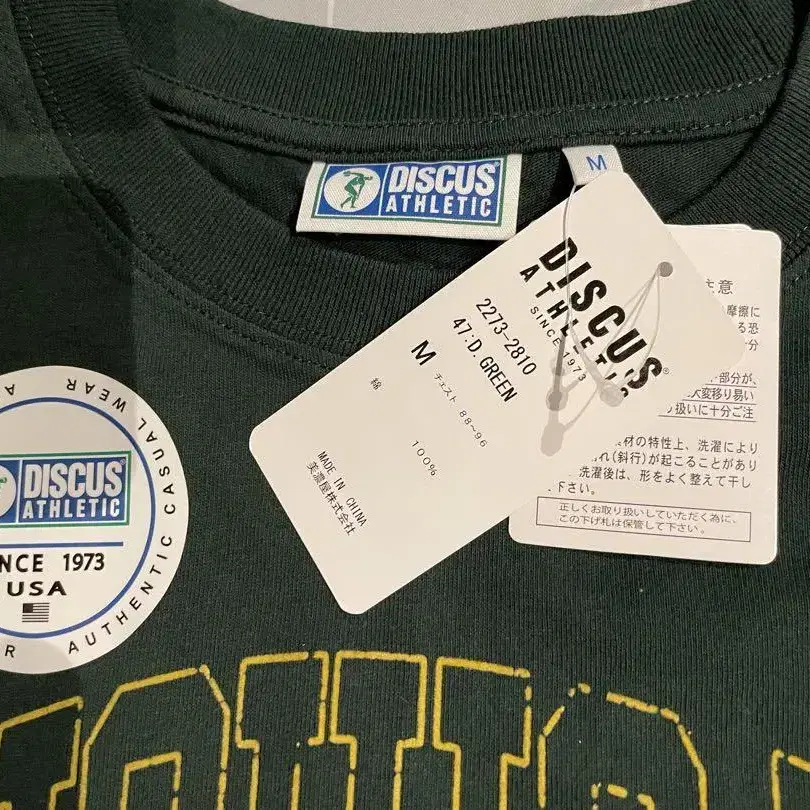 DISCUS®
ATHLETIC
M
DISCUS®
ATHLETIC
SINCE 1973
2273-2810
47:D.GREEN
M
チェスト 88~96
綿
100%
MADE IN CHINA
美濃屋株式会社
注意
摩擦に
る恐
十分
部分が、
大変移り易い
扱いに十分ご注
材の特性上、洗濯により
れ(斜行)が起こることがあり
洗濯後は、形をよく整えて干し
下さい。
正しくお取り扱いしていただく為に、
この下げ札は保管して下さい。
AUTHENTIC CASUAL WEAR
DISCUS
ATHLETIC
NCE 1973
USA